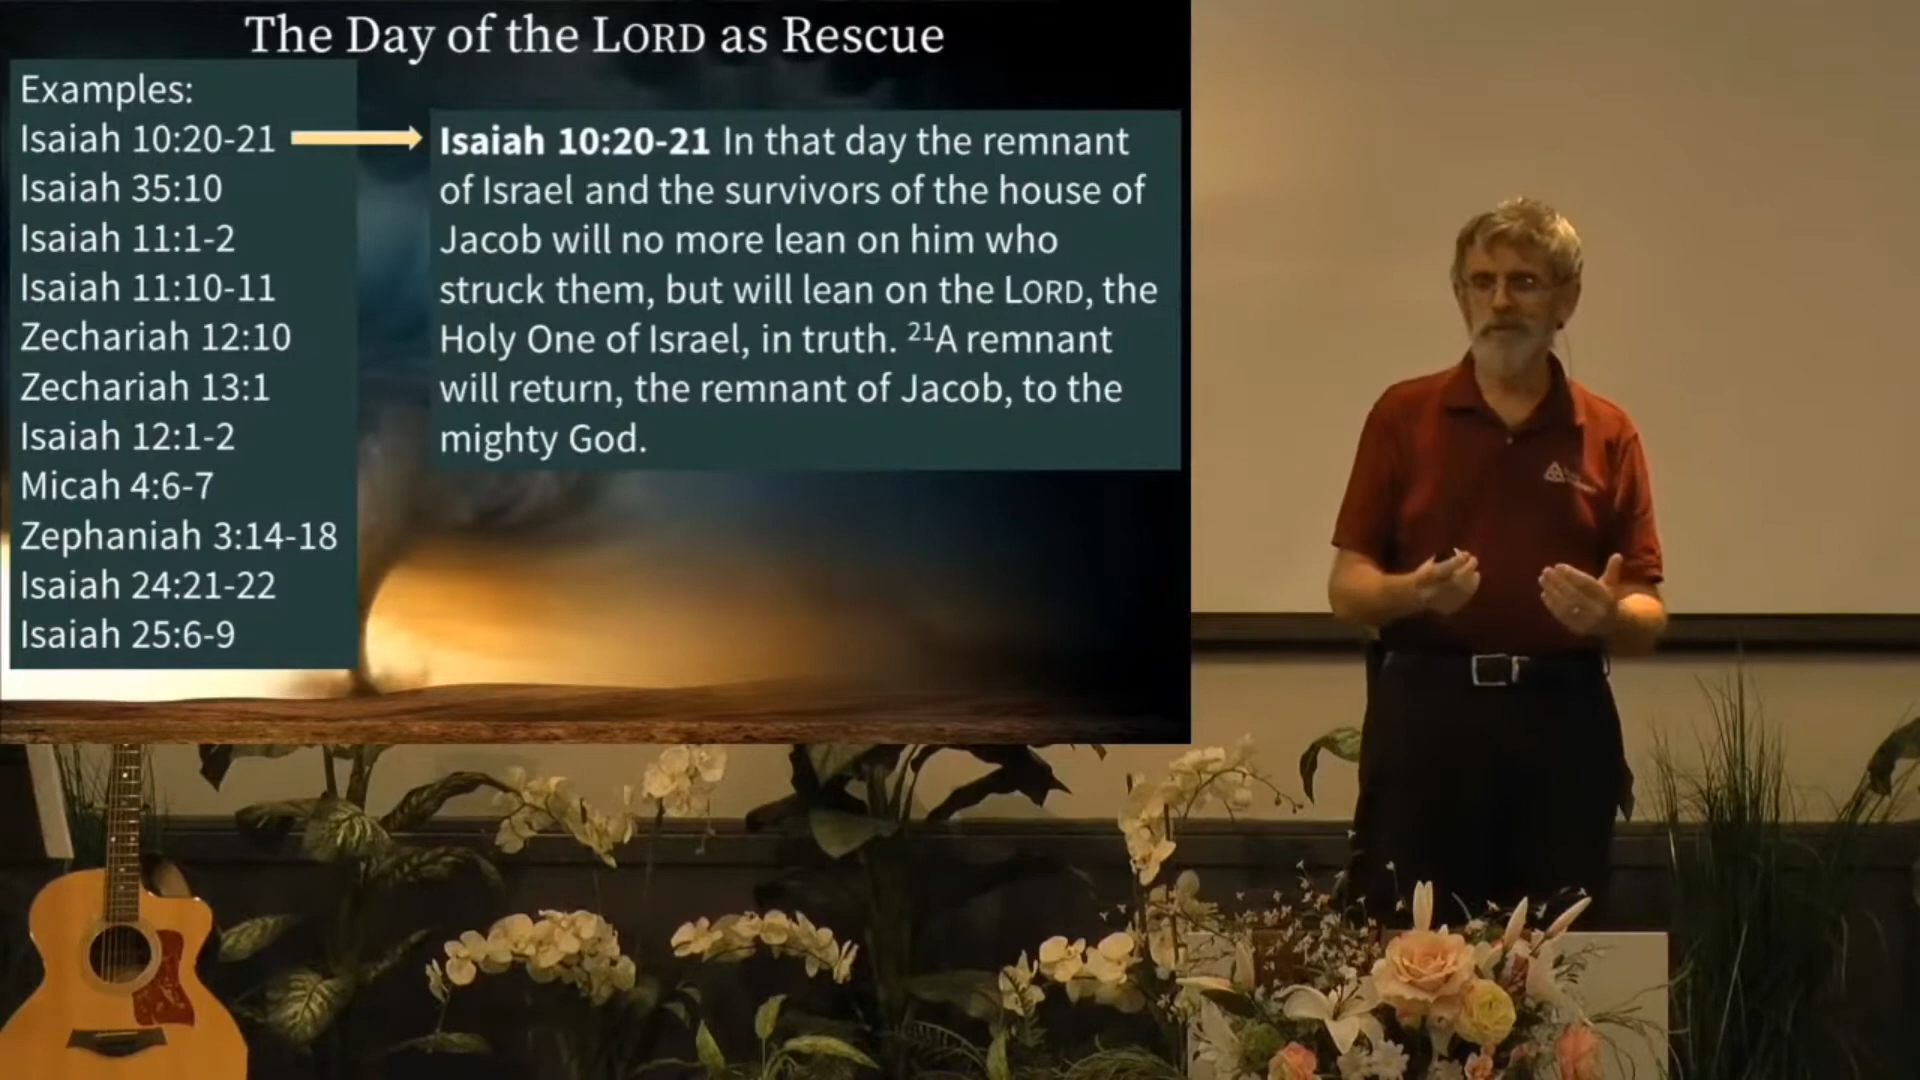 The Day of the LORD as Rescue
Examples:
Isaiah 10:20-21
Isaiah 35:10
Isaiah 11:1-2
Isaiah 11:10-11
Zechariah 12:10
Zechariah 13:1
Isaiah 12:1-2
Micah 4:6-7
Zephaniah 3:14-18
Isaiah 24:21-22
Isaiah 25:6-9
Isaiah 10:20-21 In that day the remnant
of Israel and the survivors of the house of
Jacob will no more lean on him who
struck them, but will lean on the LORD, the
Holy One of Israel, in truth. ²¹A remnant
will return, the remnant of Jacob, to the
mighty God.